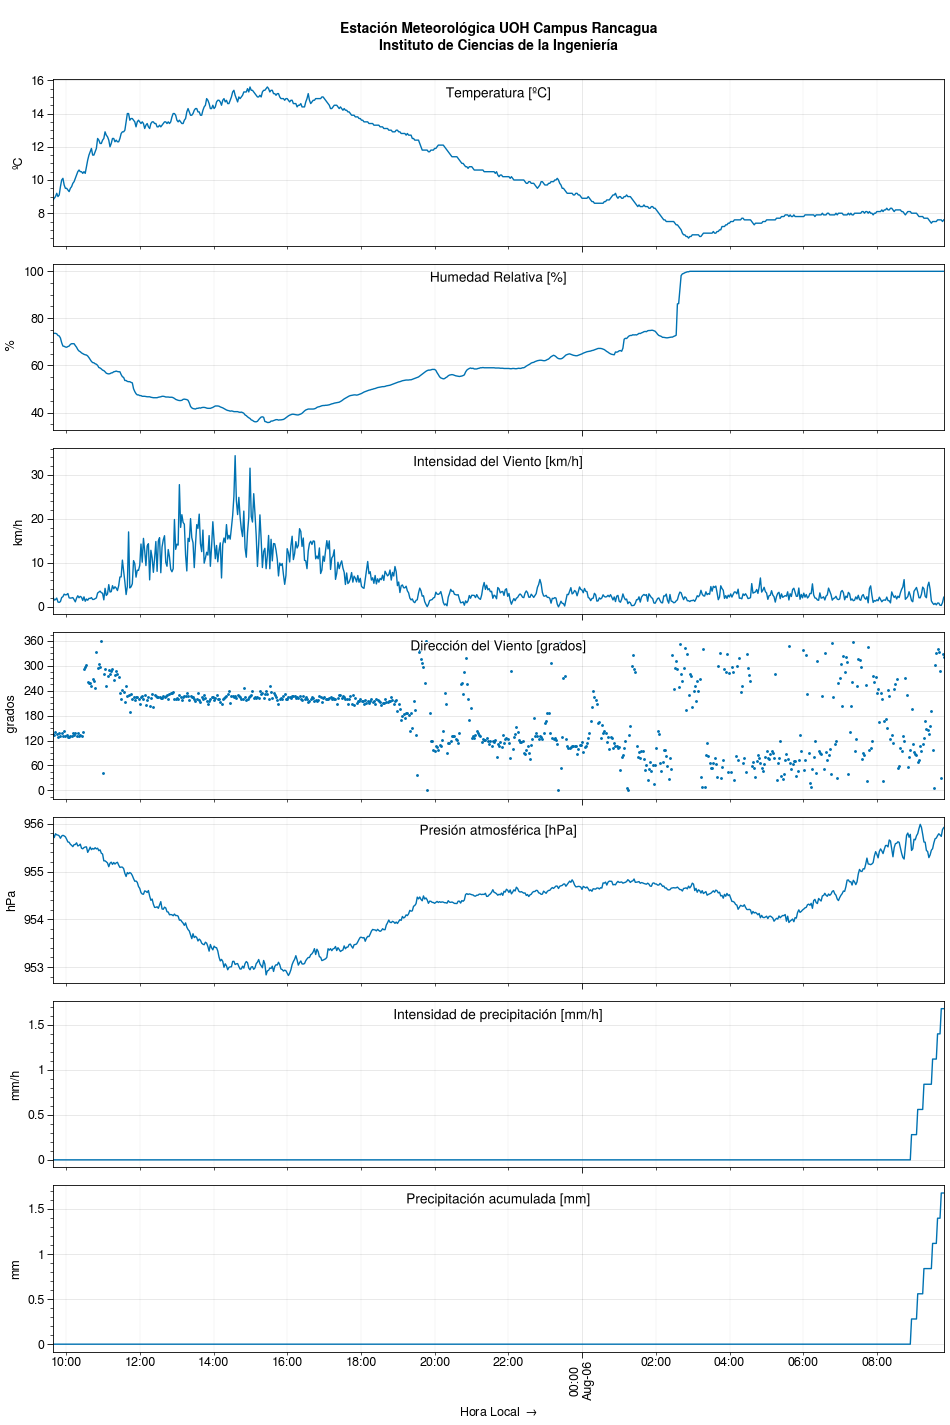 Estación Meteorológica UOH Campus Rancagua
Instituto de Ciencias de la Ingeniería
Temperatura [ºC]
ºC
16
14
12
10
8
Humedad Relativa [%]
%
100
80
60
40
Intensidad del Viento [km/h]
km/h
30
20
10
0
Dirección del Viento [grados]
grados
360
300
240
180
120
60
0
Presión atmosférica [hPa]
hPa
956
955
954
953
Intensidad de precipitación [mm/h]
mm/h
1.5
1
0.5
0
Precipitación acumulada [mm]
mm
1.5
1
0.5
0
10:00 12:00 14:00 16:00 18:00 20:00 22:00 00:00 02:00 04:00 06:00 08:00
Aug-06
Hora Local →